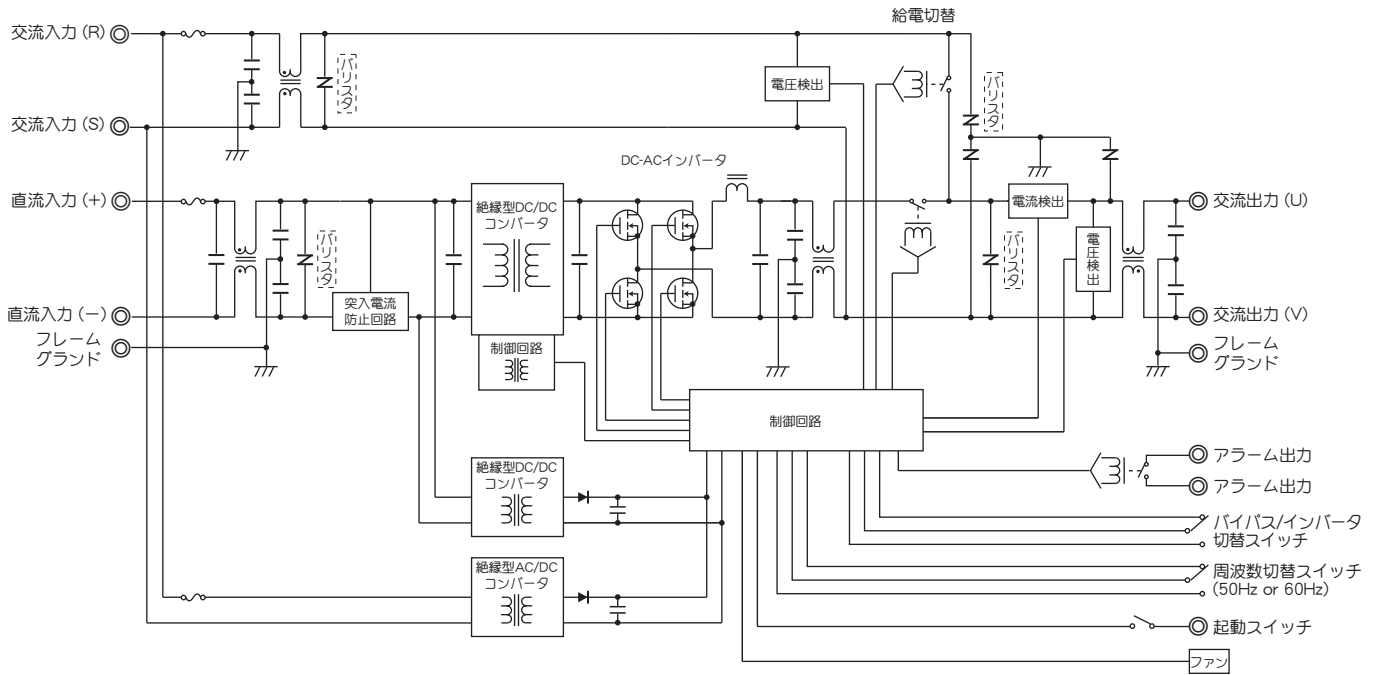 給電切替
交流入力 (R)
バリスタ
電圧検出
バリスタ
交流入力 (S)
DC-ACインバータ
直流入力 (+)
絶縁型DC/DC
コンバータ
電流検出
交流出力 (U)
バリスタ
バリスタ
電圧検出
突入電流
防止回路
直流入力 (−)
交流出力 (V)
フレーム
グランド
制御回路
フレーム
グランド
制御回路
アラーム出力
絶縁型DC/DC
コンバータ
アラーム出力
バイパス/インバータ
切替スイッチ
絶縁型AC/DC
コンバータ
周波数切替スイッチ
(50Hz or 60Hz)
起動スイッチ
ファン